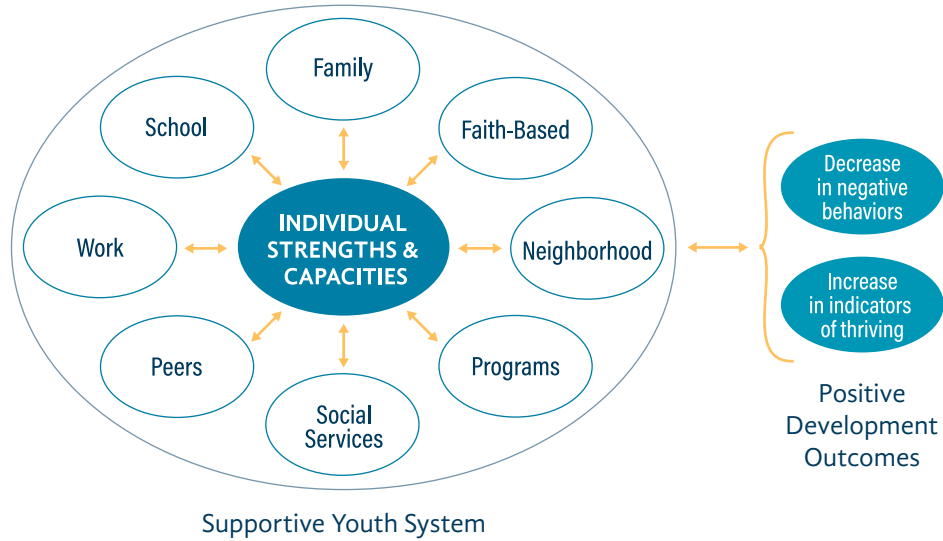 Family
School
Faith-Based
INDIVIDUAL
STRENGTHS &
CAPACITIES
Work
Neighborhood
Peers
Programs
Social
Services
Supportive Youth System
Decrease
in negative
behaviors
Increase
in indicators
of thriving
Positive
Development
Outcomes